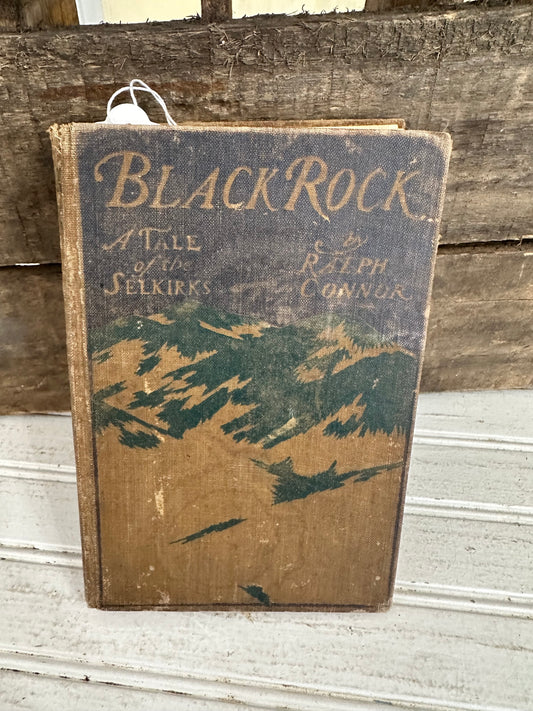 BLACK ROCK
A TALE
of the
SELKIRKS
by
RALPH
CONNOR